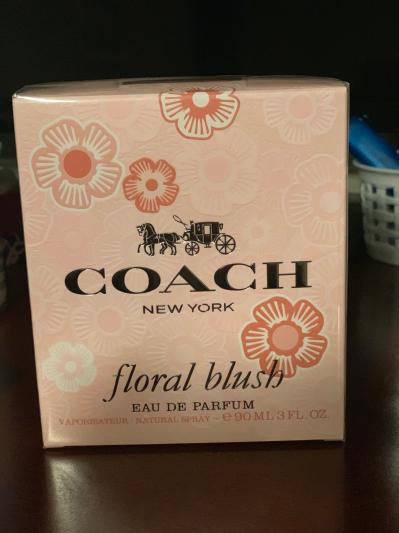 COACH
NEW YORK
floral blush
EAU DE PARFUM
VAPORISATEUR · NATURAL SPRAY – ℮ 90 ML 3 FL. OZ.